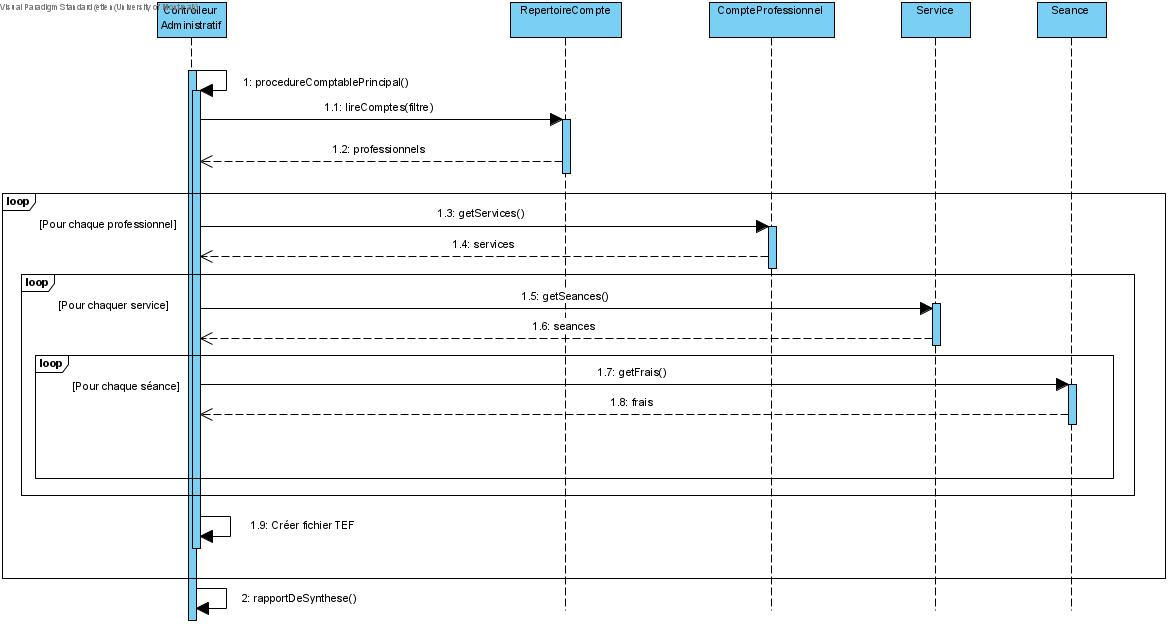 Visual Paradigm Standard (etlen (University of
Controlleur
Administratif
RepertoireCompte
CompteProfessionnel
Service
Seance
1: procedureComptablePrincipal()
1.1: lireComptes(filtre)
1.2: professionnels
loop
[Pour chaque professionnel]
1.3: getServices()
1.4: services
loop
[Pour chaquer service]
1.5: getSeances()
1.6: seances
loop
[Pour chaque séance]
1.7: getFrais()
1.8: frais
1.9: Créer fichier TEF
2: rapportDeSynthese()